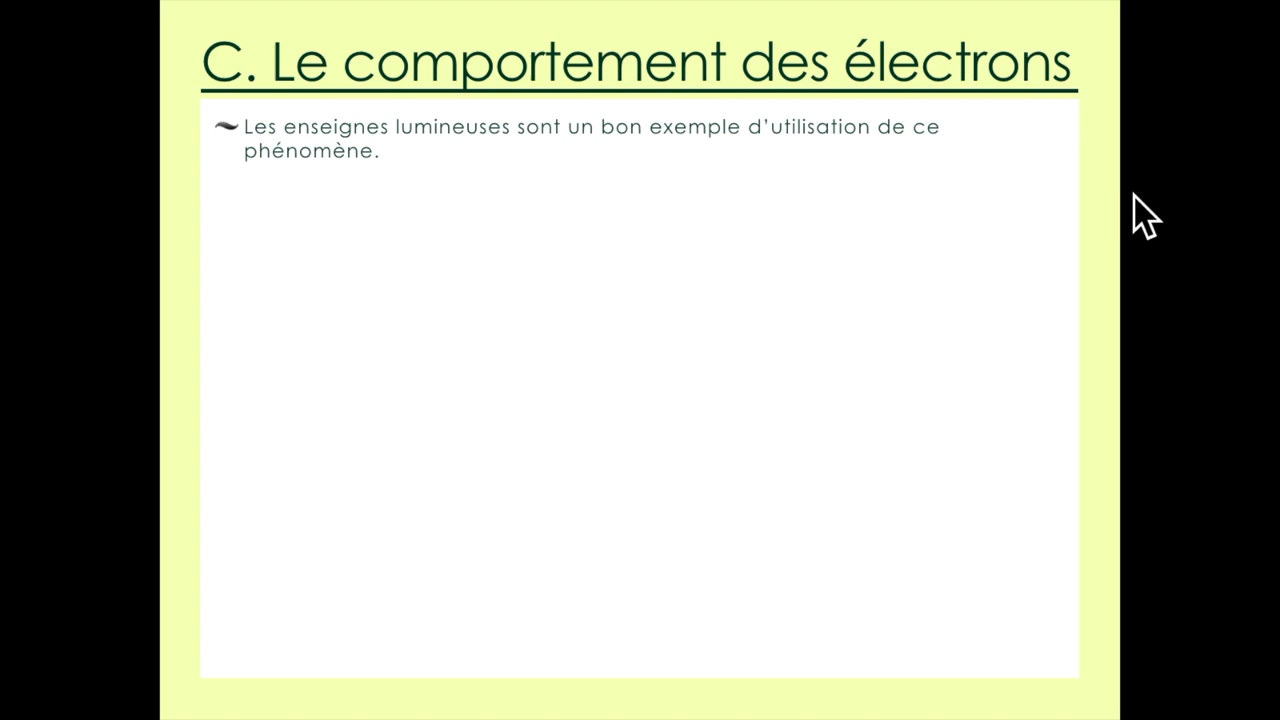 C. Le comportement des électrons
Les enseignes lumineuses sont un bon exemple d’utilisation de ce
phénomène.